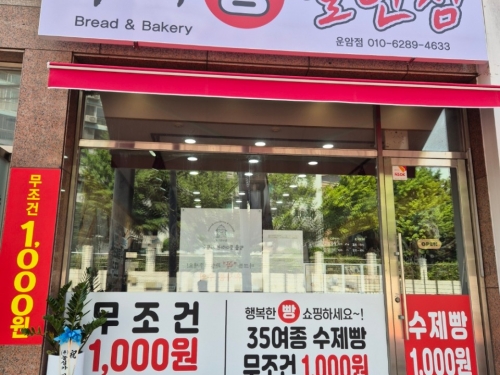 빵
Bread & Bakery
운암점 010-6289-4633
무조건
1,000원
OPEN
무조건
1,000원
행복한 빵 쇼핑하세요~!
35여종 수제빵
무조건 1,000원
수제빵
1,000원